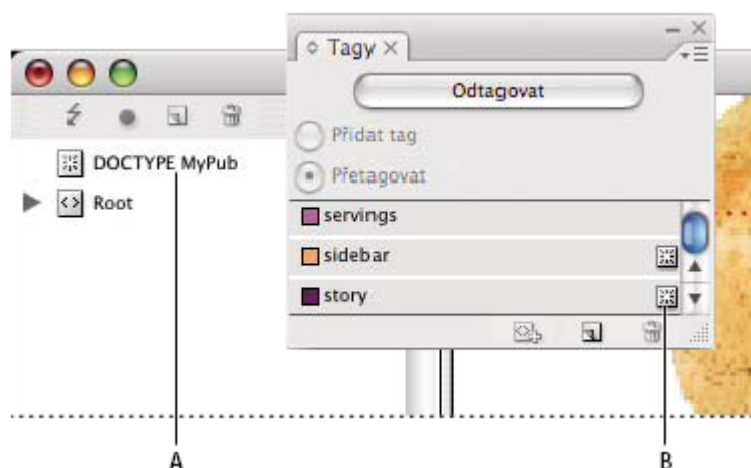 Tagy
Odtagovat
Přidat tag
Přetagovat
DOCTYPE MyPub
Root
servings
sidebar
story
A
B